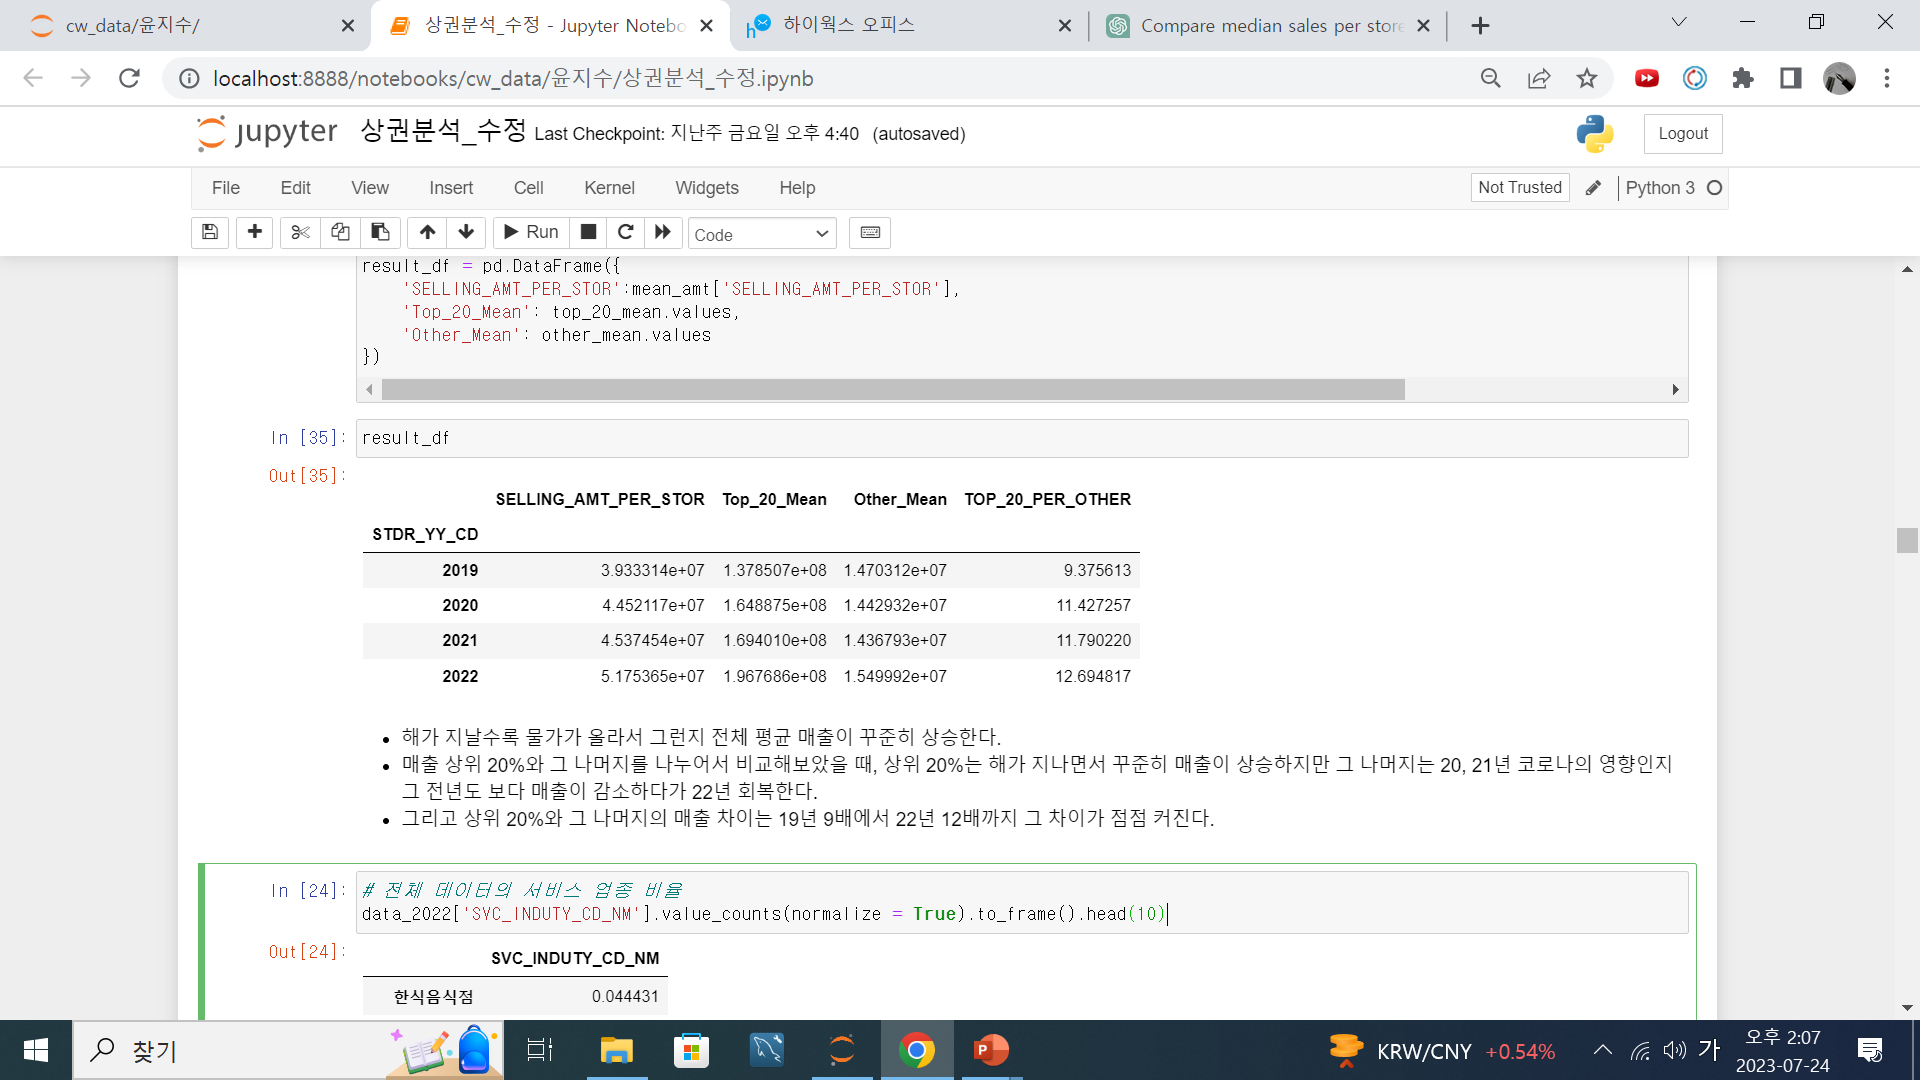 cw_data/윤지수/
상권분석_수정 - Jupyter Notebo
하이웍스 오피스
Compare median sales per store
localhost:8888/notebooks/cw_data/윤지수/상권분석_수정.ipynb
jupyter 상권분석_수정 Last Checkpoint: 지난주 금요일 오후 4:40 (autosaved)
Logout
File Edit View Insert Cell Kernel Widgets Help
Not Trusted Python 3
Run Code
result_df = pd.DataFrame({
'SELLING_AMT_PER_STOR':mean_amt['SELLING_AMT_PER_STOR'],
'Top_20_Mean': top_20_mean.values,
'Other_Mean': other_mean.values
})
In [35]: result_df
Out[35]:
SELLING_AMT_PER_STOR Top_20_Mean Other_Mean TOP_20_PER_OTHER
STDR_YY_CD
2019 3.933314e+07 1.378507e+08 1.470312e+07 9.375613
2020 4.452117e+07 1.648875e+08 1.442932e+07 11.427257
2021 4.537454e+07 1.694010e+08 1.436793e+07 11.790220
2022 5.175365e+07 1.967686e+08 1.549992e+07 12.694817
• 해가 지날수록 물가가 올라서 그런지 전체 평균 매출이 꾸준히 상승한다.
• 매출 상위 20%와 그 나머지를 나누어서 비교해보았을 때, 상위 20%는 해가 지나면서 꾸준히 매출이 상승하지만 그 나머지는 20, 21년 코로나의 영향인지
그 전년도 보다 매출이 감소하다가 22년 회복한다.
• 그리고 상위 20%와 그 나머지의 매출 차이는 19년 9배에서 22년 12배까지 그 차이가 점점 커진다.
In [24]: # 전체 데이터의 서비스 업종 비율
data_2022['SVC_INDUTY_CD_NM'].value_counts(normalize = True).to_frame().head(10)
Out[24]:
SVC_INDUTY_CD_NM
한식음식점 0.044431
찾기
P
KRW/CNY +0.54%
가
오후 2:07
2023-07-24